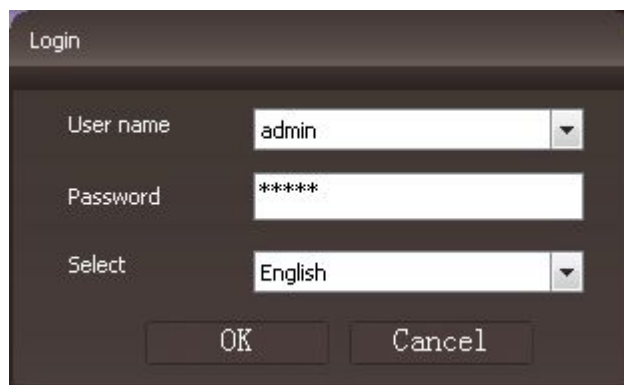 Login
User name admin
Password *****
Select English
OK Cancel